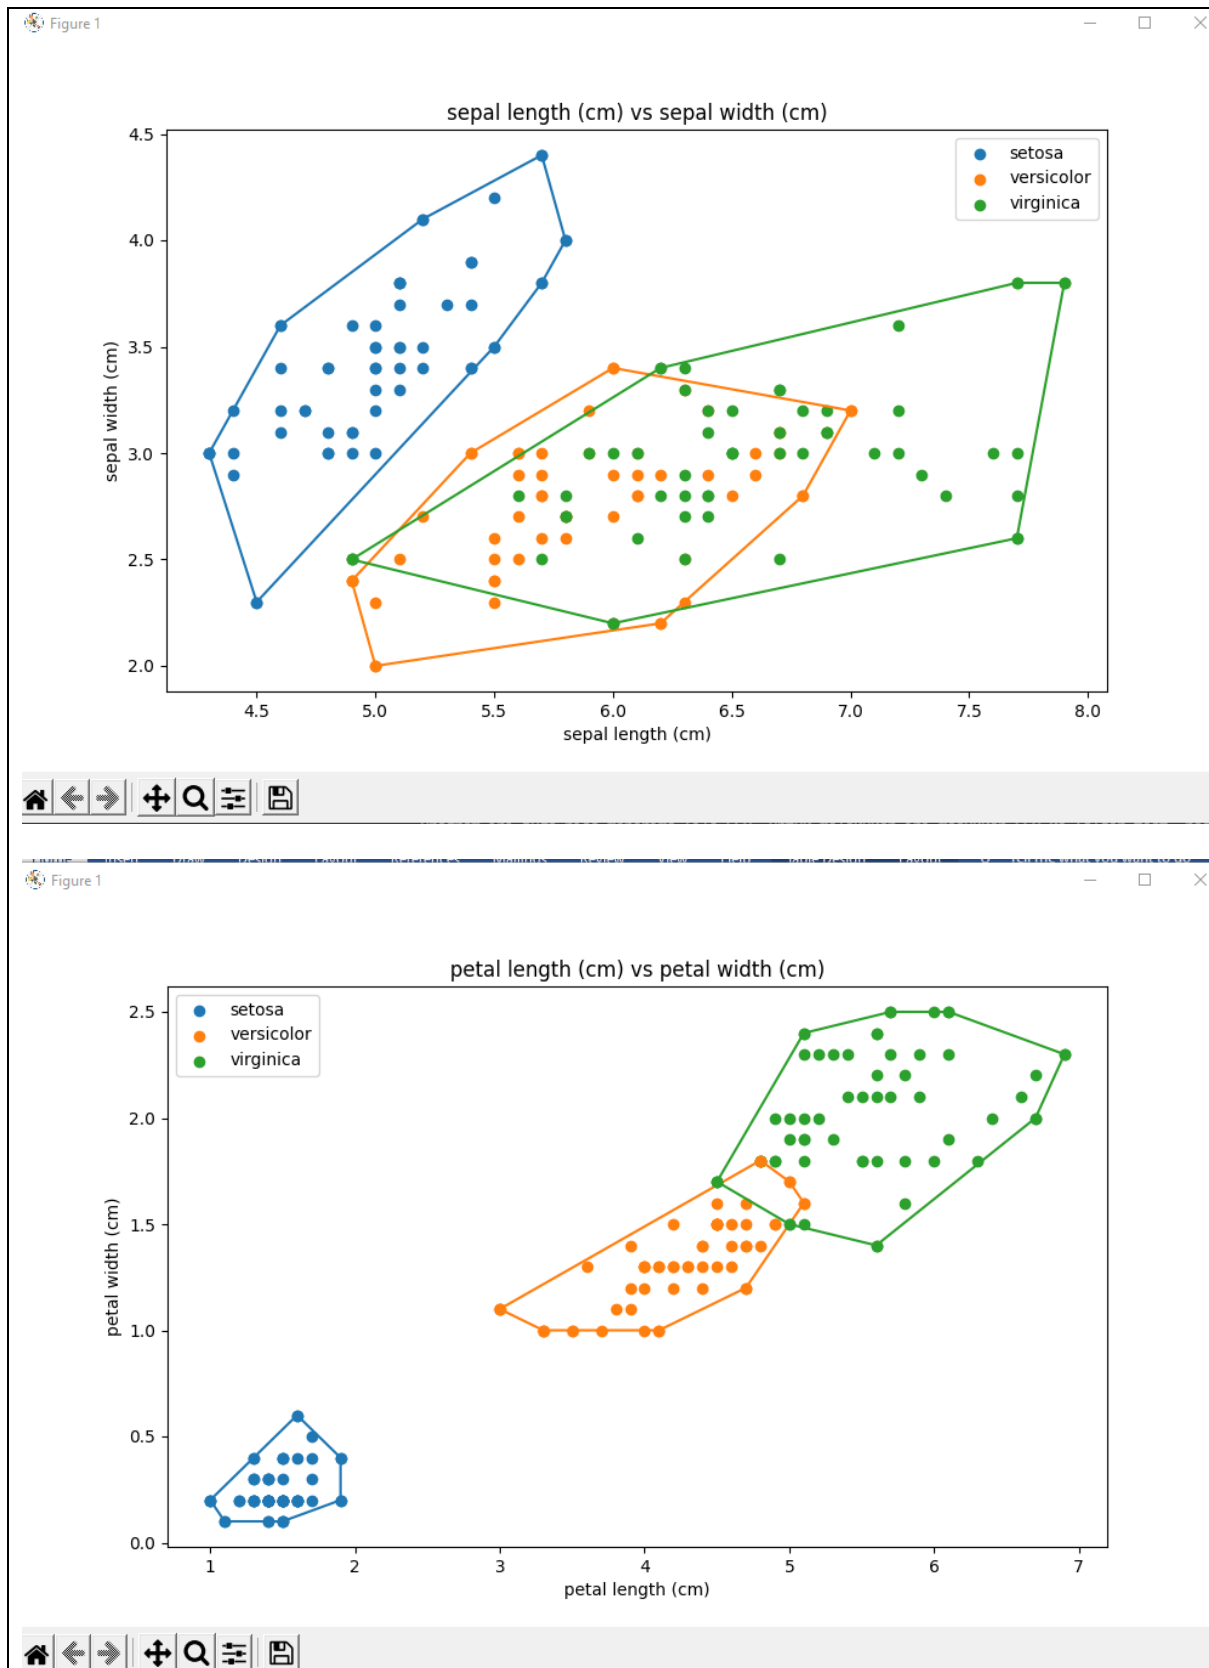 Figure 1
sepal length (cm) vs sepal width (cm)
setosa
versicolor
virginica
4.5
4.0
3.5
3.0
2.5
2.0
sepal width (cm)
4.5 5.0 5.5 6.0 6.5 7.0 7.5 8.0
sepal length (cm)
Figure 1
petal length (cm) vs petal width (cm)
setosa
versicolor
virginica
2.5
2.0
1.5
1.0
0.5
0.0
petal width (cm)
1 2 3 4 5 6 7
petal length (cm)